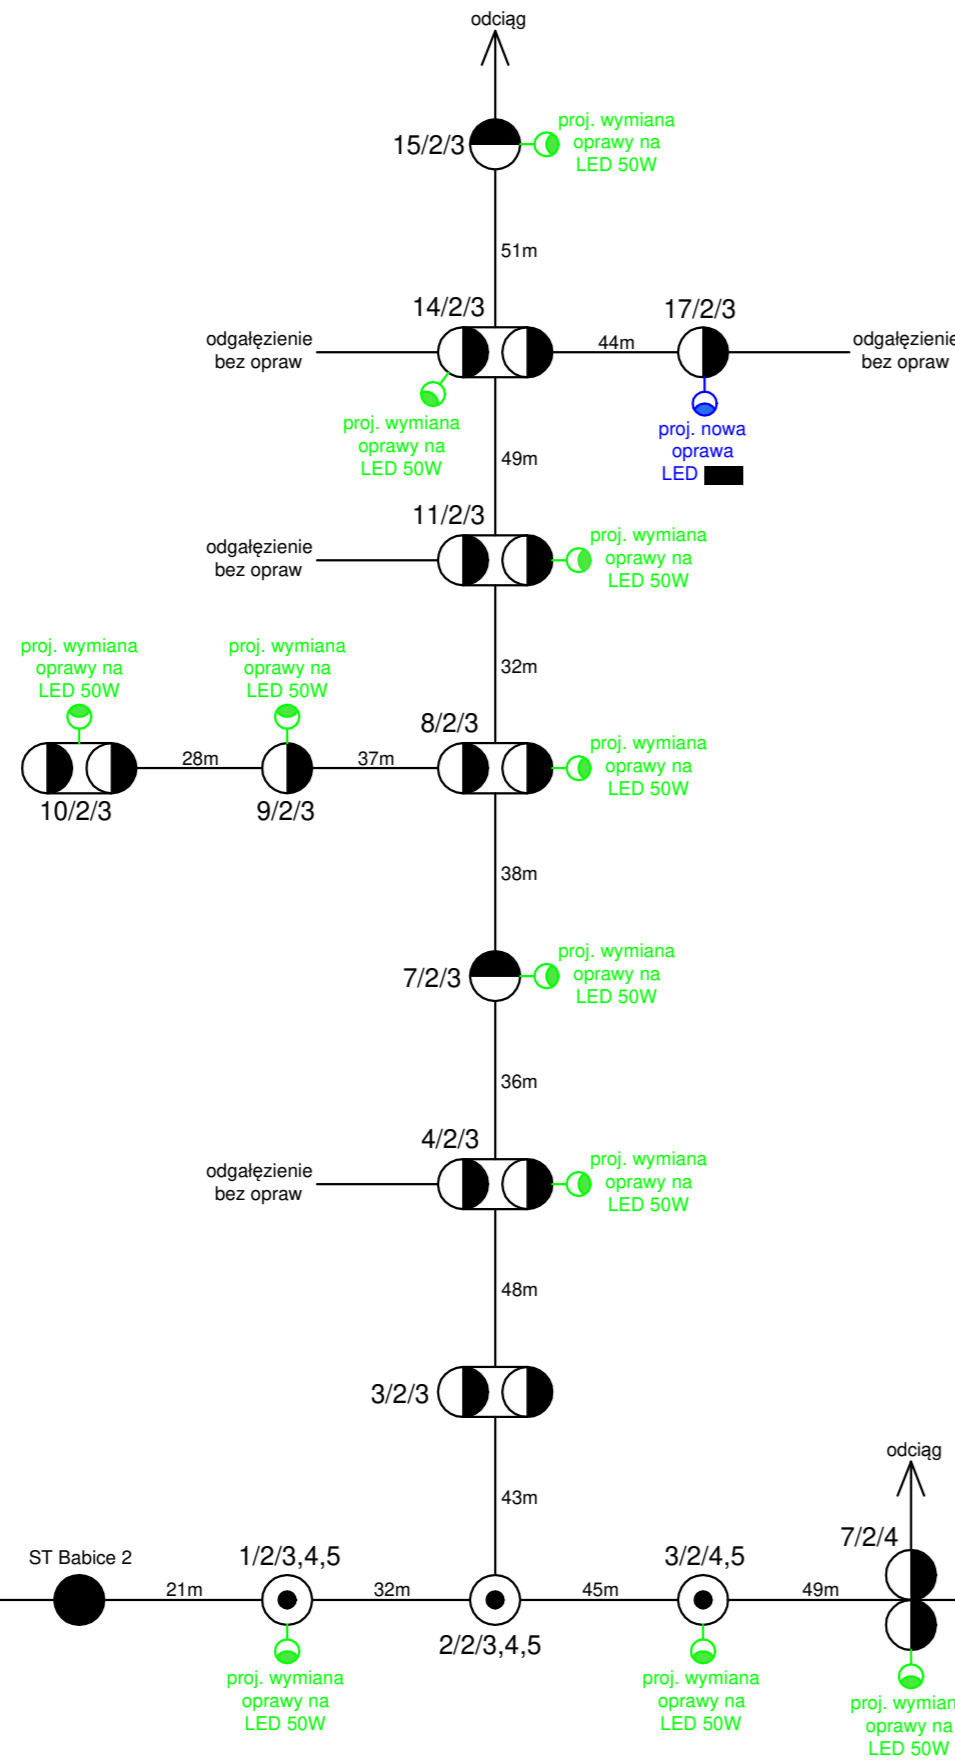 odciąg
15/2/3
proj. wymiana
oprawy na
LED 50W
51m
14/2/3
17/2/3
odgałęzienie
bez opraw
44m
odgałęzienie
bez opraw
proj. wymiana
oprawy na
LED 50W
proj. nowa
oprawa
LED
49m
11/2/3
odgałęzienie
bez opraw
proj. wymiana
oprawy na
LED 50W
32m
proj. wymiana
oprawy na
LED 50W
proj. wymiana
oprawy na
LED 50W
8/2/3
28m
37m
proj. wymiana
oprawy na
LED 50W
10/2/3
9/2/3
38m
7/2/3
proj. wymiana
oprawy na
LED 50W
36m
4/2/3
odgałęzienie
bez opraw
proj. wymiana
oprawy na
LED 50W
48m
3/2/3
43m
odciąg
ST Babice 2
1/2/3,4,5
3/2/4,5
7/2/4
21m
32m
45m
49m
2/2/3,4,5
proj. wymiana
oprawy na
LED 50W
proj. wymiana
oprawy na
LED 50W
proj. wymian
oprawy na
LED 50W